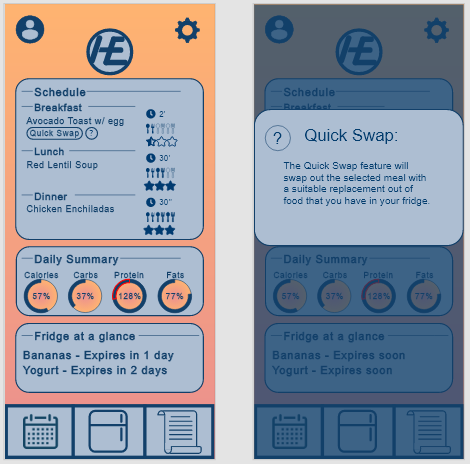 HE
Schedule
Breakfast
Avocado Toast w/ egg
Quick Swap ?
2'
Lunch
Red Lentil Soup
30'
Dinner
Chicken Enchiladas
30"
Daily Summary
Calories Carbs Protein Fats
57% 37% 128% 77%
Fridge at a glance
Bananas - Expires in 1 day
Yogurt - Expires in 2 days
HE
Schedule
Breakfast
? Quick Swap:
The Quick Swap feature will
swap out the selected meal with
a suitable replacement out of
food that you have in your fridge.
Daily Summary
Calories Carbs Protein Fats
57% 37% 128% 77%
Fridge at a glance
Bananas - Expires soon
Yogurt - Expires soon